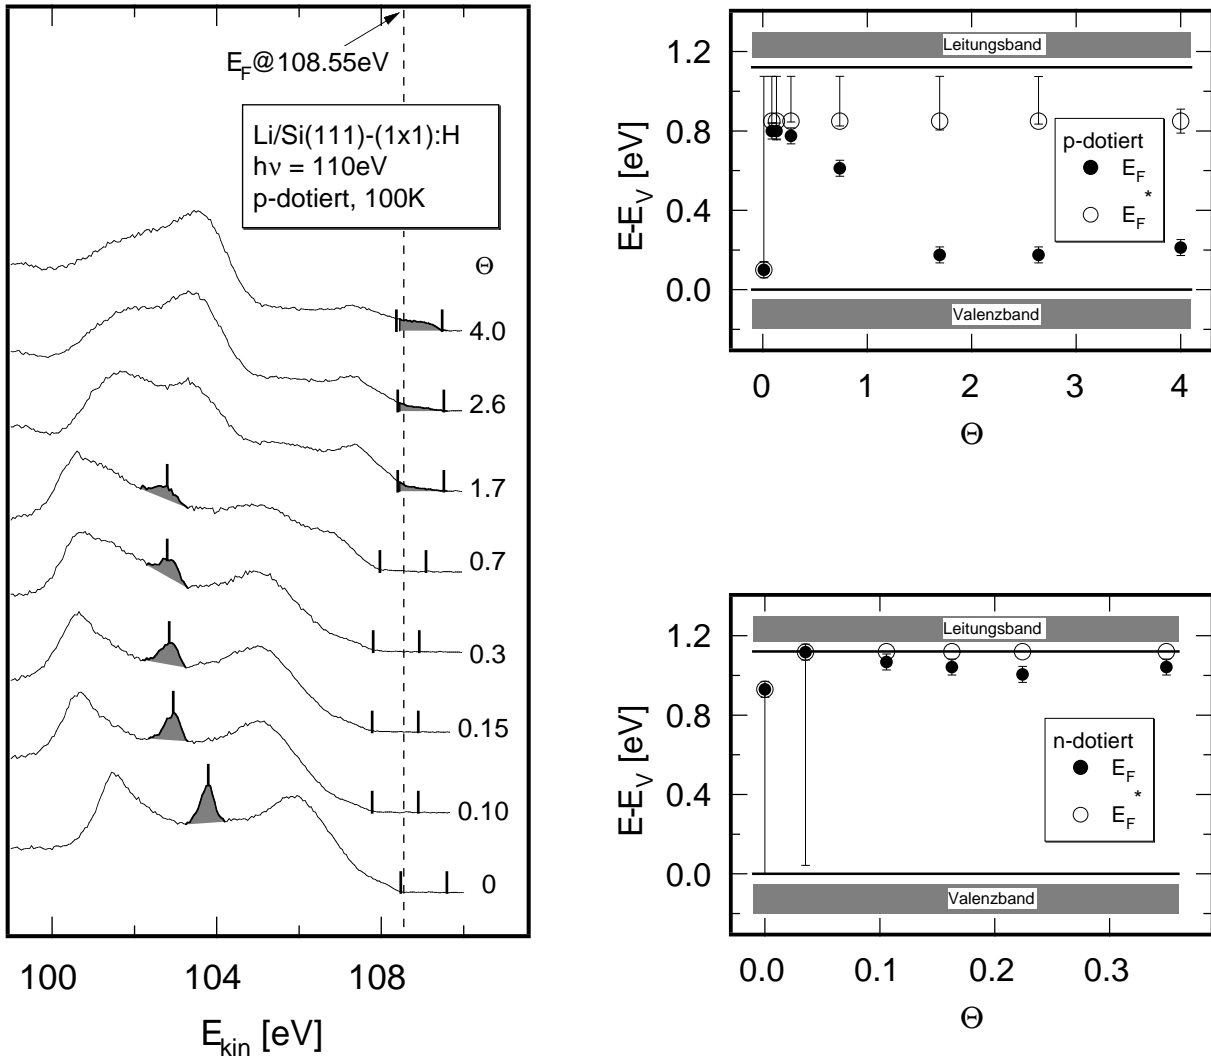 E_F@108.55eV
Li/Si(111)-(1x1):H
hν = 110eV
p-dotiert, 100K
Θ
4.0
2.6
1.7
0.7
0.3
0.15
0.10
0
100 104 108
E_kin [eV]
1.2
0.8
0.4
0.0
E-E_V [eV]
Leitungsband
p-dotiert
E_F
E_F*
Valenzband
0 1 2 3 4
Θ
1.2
0.8
0.4
0.0
E-E_V [eV]
Leitungsband
n-dotiert
E_F
E_F*
Valenzband
0.0 0.1 0.2 0.3
Θ